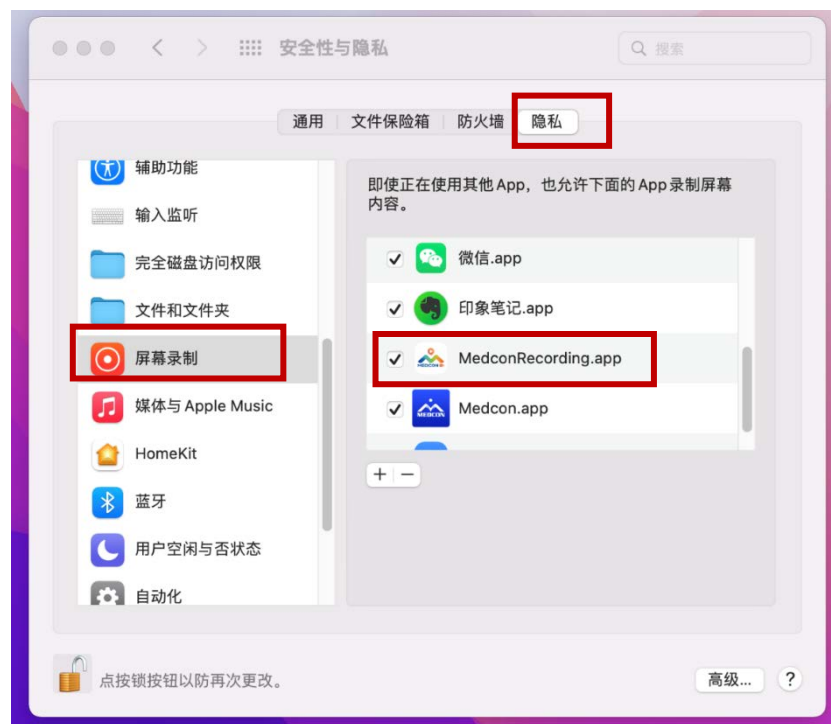 安全性与隐私
搜索
通用 文件保险箱 防火墙 隐私
辅助功能
输入监听
完全磁盘访问权限
文件和文件夹
屏幕录制
媒体与 Apple Music
HomeKit
蓝牙
用户空闲与否状态
自动化
即使正在使用其他 App，也允许下面的 App 录制屏幕
内容。
微信.app
印象笔记.app
MedconRecording.app
Medcon.app
+ −
点按锁按钮以防再次更改。
高级... ?